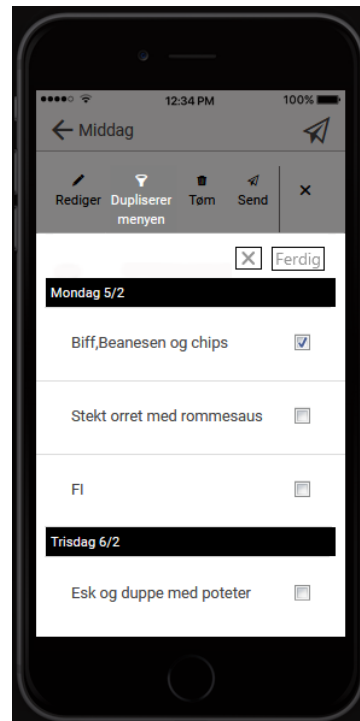 12:34 PM 100%
Middag
Rediger Dupliserer menyen Tøm Send
Ferdig
Mondag 5/2
Biff,Beanesen og chips
Stekt orret med rommesaus
FI
Trisdag 6/2
Esk og duppe med poteter